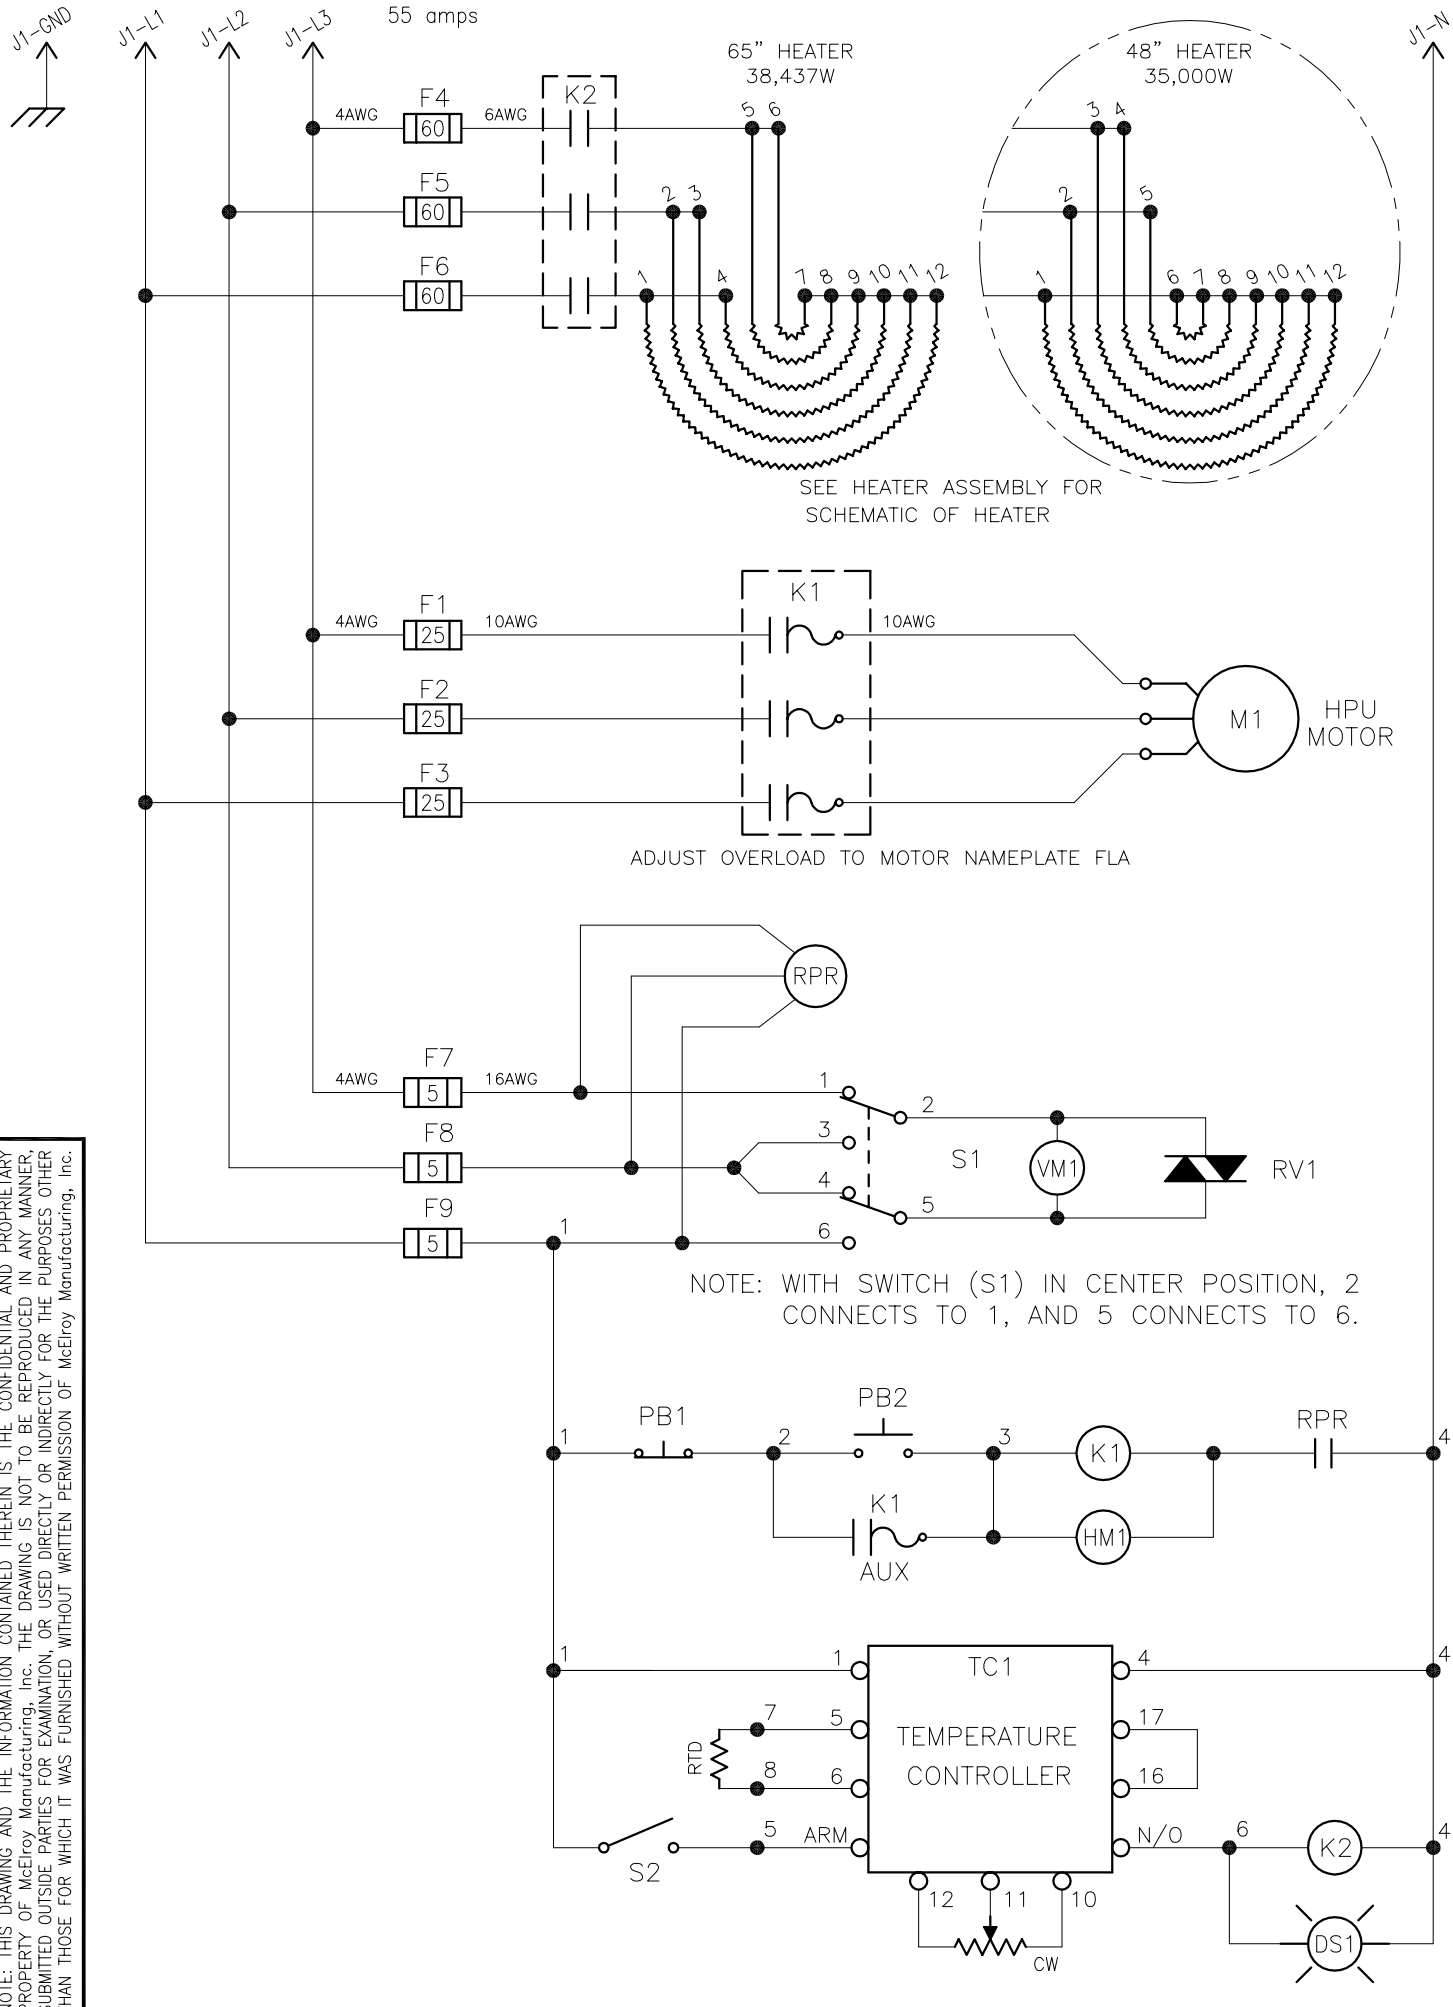 J1-GND
J1-L1
J1-L2
J1-L3
55 amps
J1-N
65" HEATER
38,437W
48" HEATER
35,000W
4AWG
F4
60
6AWG
K2
5 6
3 4
F5
60
2 3
2 5
F6
60
1 4 7 8 9 10 11 12
1 6 7 8 9 10 11 12
SEE HEATER ASSEMBLY FOR
SCHEMATIC OF HEATER
K1
4AWG
F1
25
10AWG
10AWG
F2
25
M1
HPU
MOTOR
F3
25
ADJUST OVERLOAD TO MOTOR NAMEPLATE FLA
RPR
4AWG
F7
5
16AWG
1
2
F8
5
3
4
S1
VM1
RV1
5
F9
5
1
6
NOTE: WITH SWITCH (S1) IN CENTER POSITION, 2
CONNECTS TO 1, AND 5 CONNECTS TO 6.
1
PB1
2
PB2
3
K1
RPR
4
K1
AUX
HM1
1
1
TC1
4
4
7
5
TEMPERATURE
CONTROLLER
17
RTD
8
6
16
S2
5
ARM
N/O
6
K2
4
12
11
10
CW
DS1
NOTE: THIS DRAWING AND THE INFORMATION CONTAINED THEREIN IS THE CONFIDENTIAL AND PROPRIETARY
PROPERTY OF McElroy Manufacturing, Inc. THE DRAWING IS NOT TO BE REPRODUCED IN ANY MANNER,
SUBMITTED OUTSIDE PARTIES FOR EXAMINATION, OR USED DIRECTLY OR INDIRECTLY FOR THE PURPOSES OTHER
THAN THOSE FOR WHICH IT WAS FURNISHED WITHOUT WRITTEN PERMISSION OF McElroy Manufacturing, Inc.